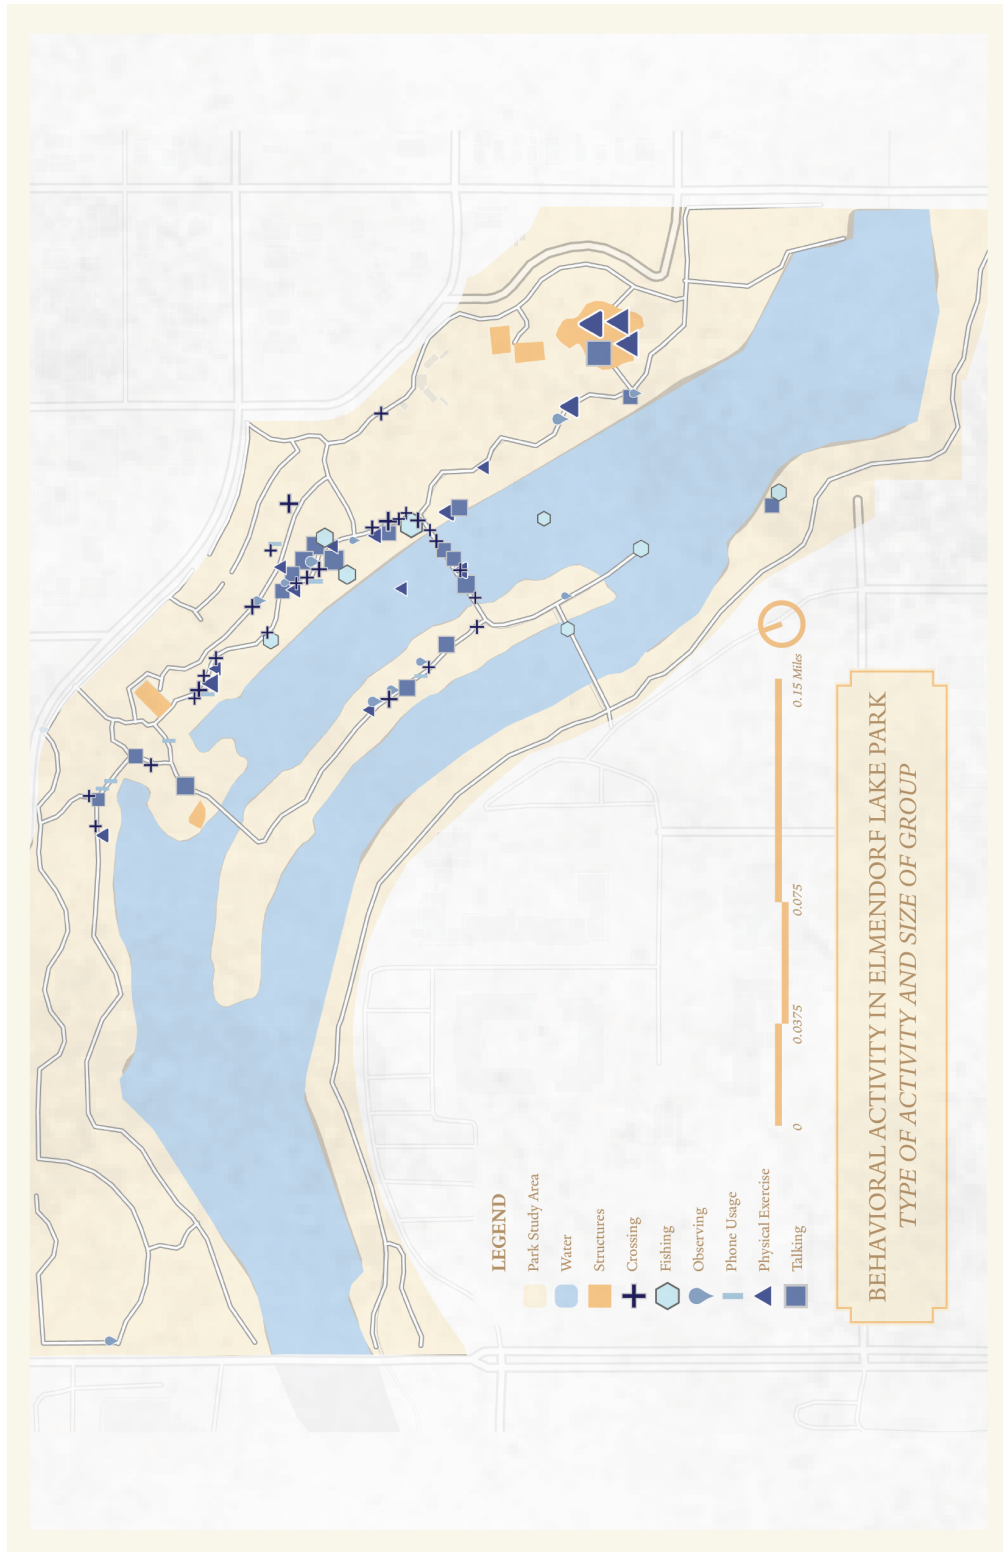 LEGEND
Park Study Area
Water
Structures
Crossing
Fishing
Observing
Phone Usage
Physical Exercise
Talking
0
0.0375
0.075
0.15 Miles
BEHAVIORAL ACTIVITY IN ELMENDORF LAKE PARK
TYPE OF ACTIVITY AND SIZE OF GROUP